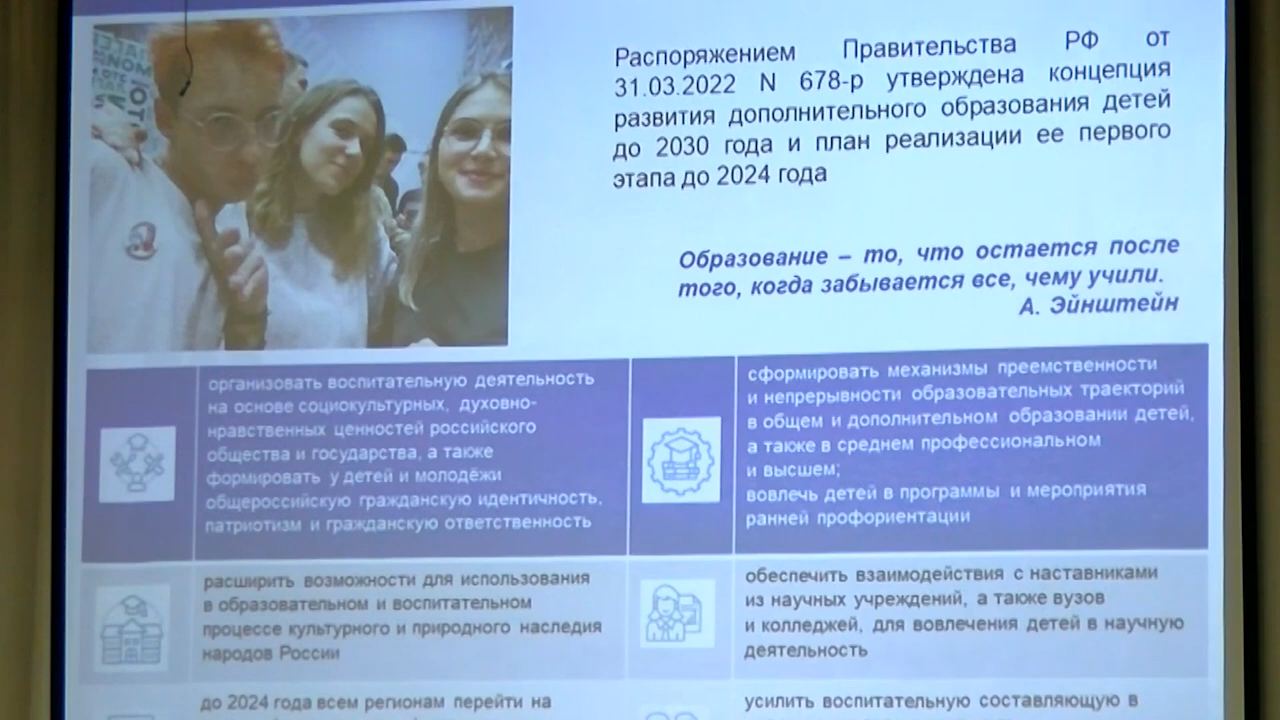 Распоряжением Правительства РФ от
31.03.2022 N 678-р утверждена концепция
развития дополнительного образования детей
до 2030 года и план реализации ее первого
этапа до 2024 года
Образование – то, что остается после
того, когда забывается все, чему учили.
А. Эйнштейн
организовать воспитательную деятельность
на основе социокультурных, духовно-
нравственных ценностей российского
общества и государства, а также
формировать у детей и молодёжи
общероссийскую гражданскую идентичность,
патриотизм и гражданскую ответственность
сформировать механизмы преемственности
и непрерывности образовательных траекторий
в общем и дополнительном образовании детей,
а также в среднем профессиональном
и высшем;
вовлечь детей в программы и мероприятия
ранней профориентации
расширить возможности для использования
в образовательном и воспитательном
процессе культурного и природного наследия
народов России
обеспечить взаимодействия с наставниками
из научных учреждений, а также вузов
и колледжей, для вовлечения детей в научную
деятельность
до 2024 года всем регионам перейти на
усилить воспитательную составляющую в